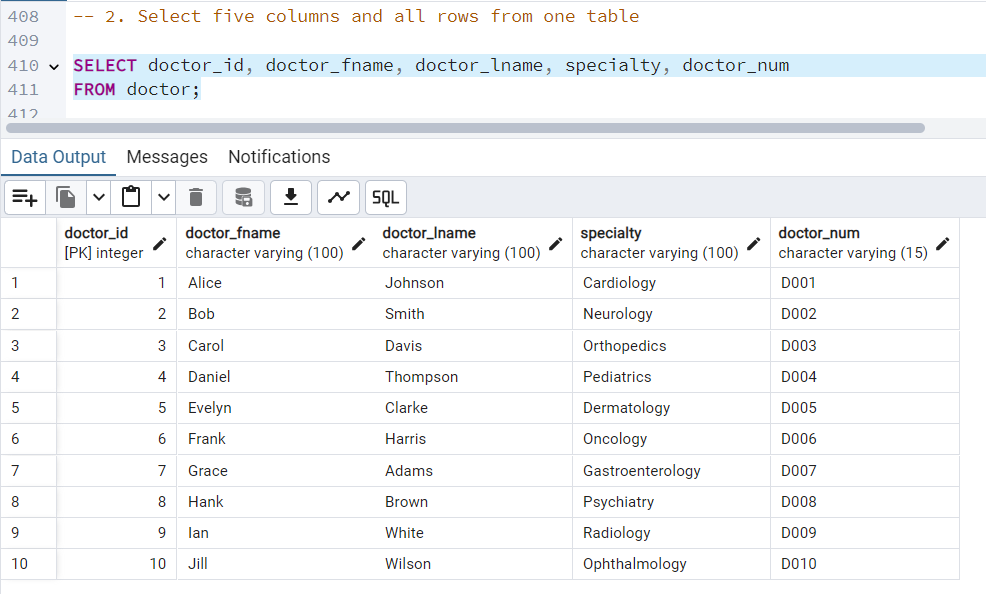 408 -- 2. Select five columns and all rows from one table
409
410 SELECT doctor_id, doctor_fname, doctor_lname, specialty, doctor_num
411 FROM doctor;
412
Data Output Messages Notifications
SQL
doctor_id doctor_fname doctor_lname specialty doctor_num
[PK] integer character varying (100) character varying (100) character varying (100) character varying (15)
1 1 Alice Johnson Cardiology D001
2 2 Bob Smith Neurology D002
3 3 Carol Davis Orthopedics D003
4 4 Daniel Thompson Pediatrics D004
5 5 Evelyn Clarke Dermatology D005
6 6 Frank Harris Oncology D006
7 7 Grace Adams Gastroenterology D007
8 8 Hank Brown Psychiatry D008
9 9 Ian White Radiology D009
10 10 Jill Wilson Ophthalmology D010